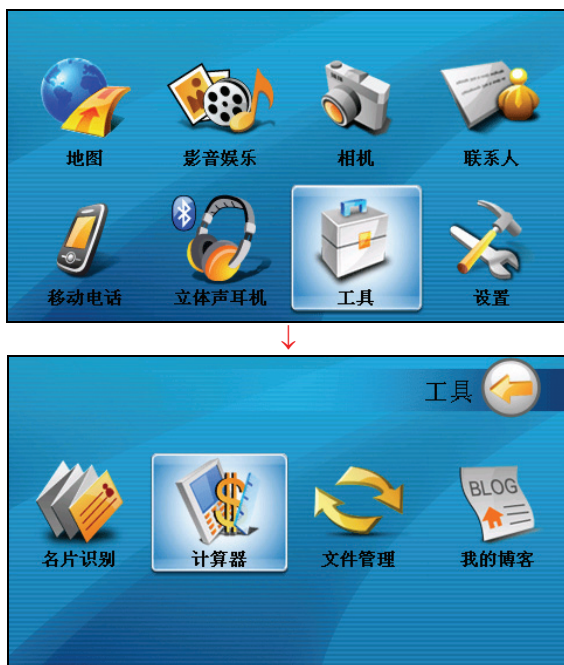 地图 影音娱乐 相机 联系人
移动电话 立体声耳机 工具 设置
↓
工具
BLOG
名片识别 计算器 文件管理 我的博客